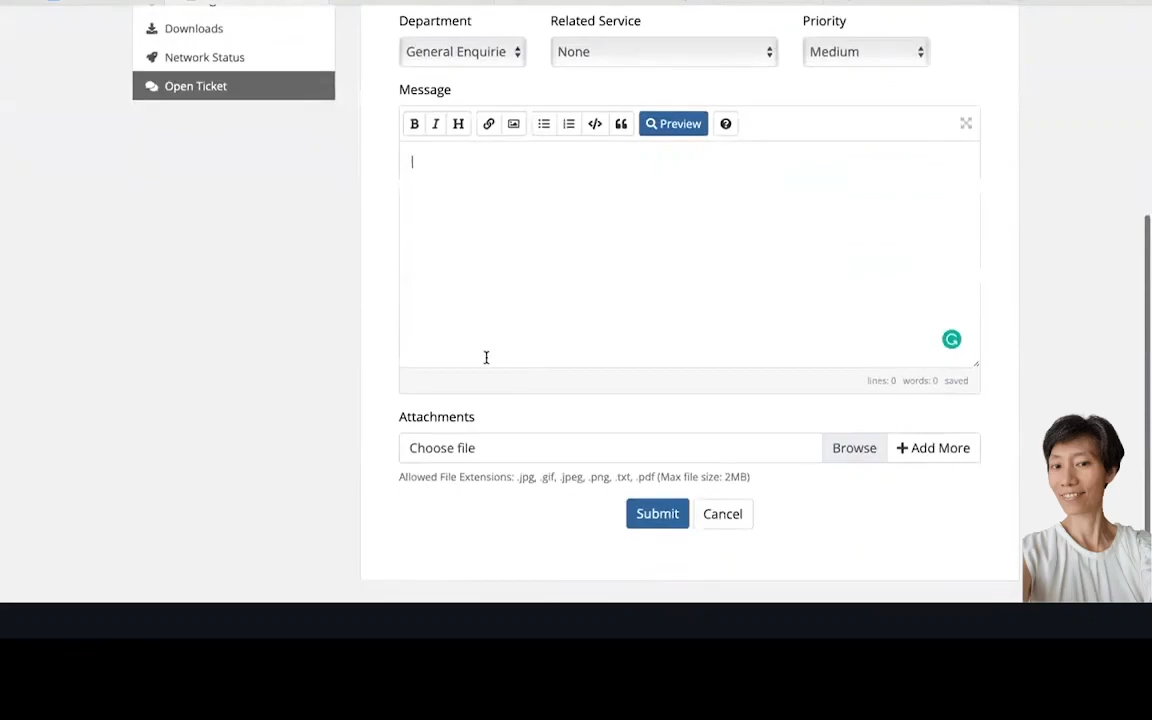 Department Related Service Priority
Downloads
General Enquirie None Medium
Network Status
Open Ticket
Message
B I H Preview
lines: 0 words: 0 saved
Attachments
Choose file Browse Add More
Allowed File Extensions: .jpg, .gif, .jpeg, .png, .txt, .pdf (Max file size: 2MB)
Submit Cancel